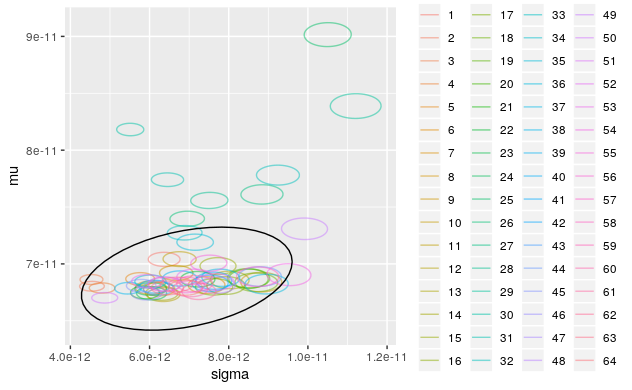 9e-11
8e-11
7e-11
mu
4.0e-12 6.0e-12 8.0e-12 1.0e-11 1.2e-11
sigma
1 17 33 49
2 18 34 50
3 19 35 51
4 20 36 52
5 21 37 53
6 22 38 54
7 23 39 55
8 24 40 56
9 25 41 57
10 26 42 58
11 27 43 59
12 28 44 60
13 29 45 61
14 30 46 62
15 31 47 63
16 32 48 64